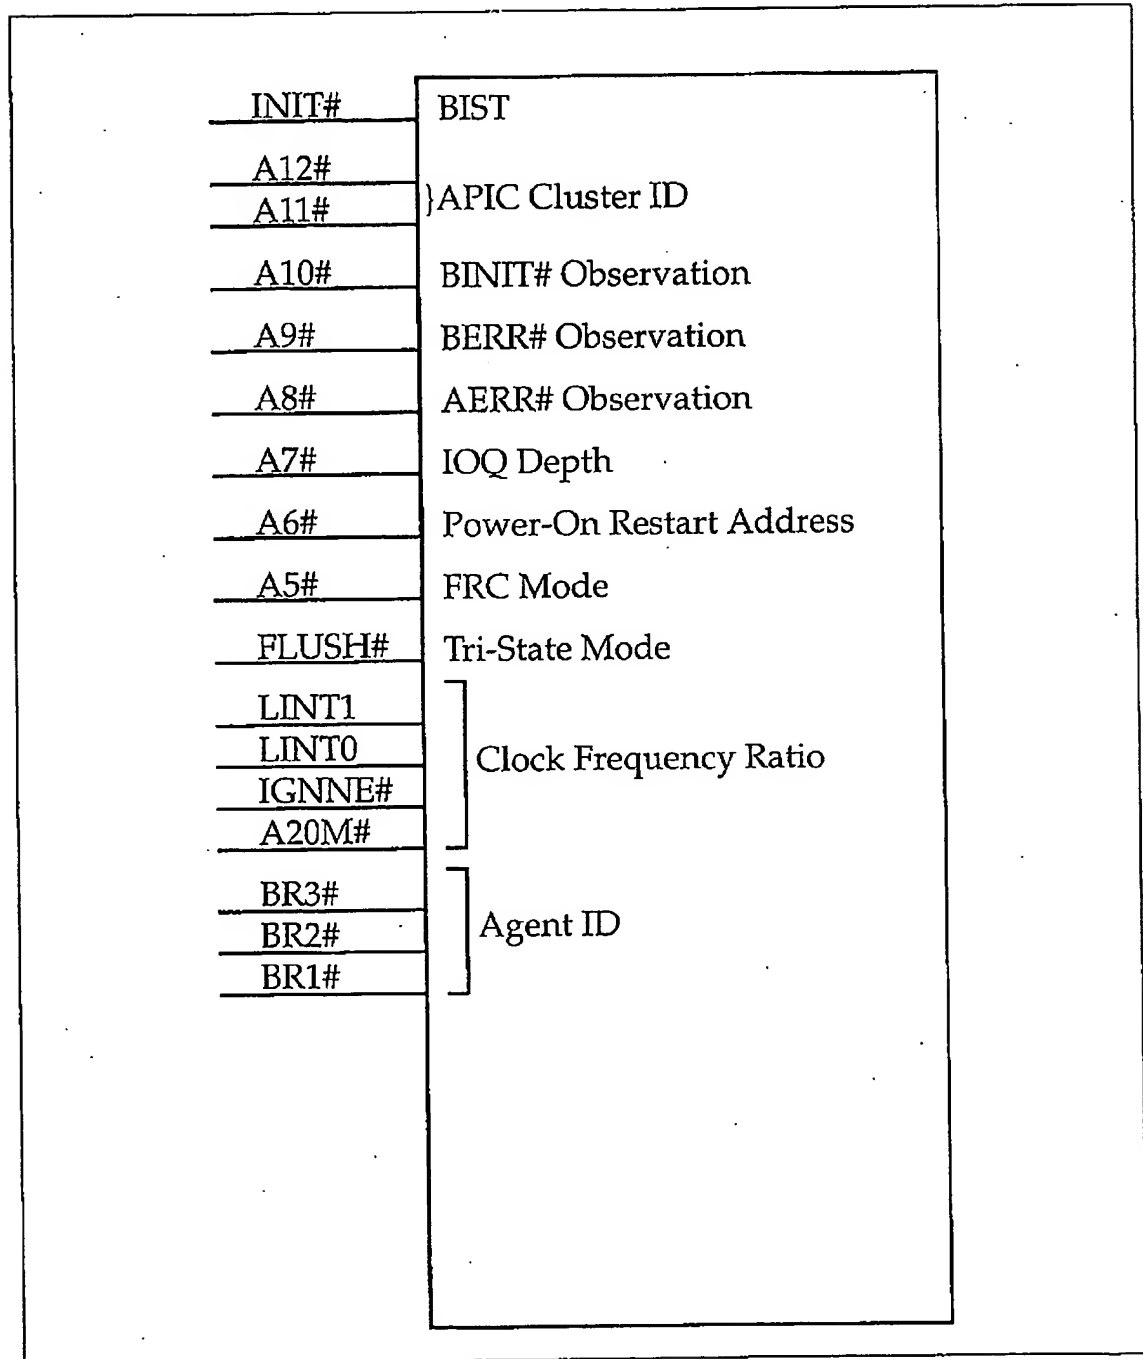 INIT# BIST
A12#
}APIC Cluster ID
A11#
A10# BINIT# Observation
A9# BERR# Observation
A8# AERR# Observation
A7# IOQ Depth
A6# Power-On Restart Address
A5# FRC Mode
FLUSH# Tri-State Mode
LINT1
LINT0
Clock Frequency Ratio
IGNNE#
A20M#
BR3#
Agent ID
BR2#
BR1#